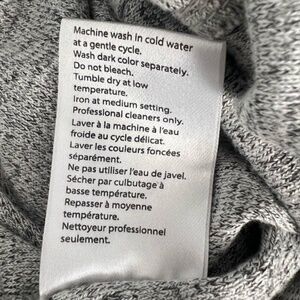 Machine wash in cold water
at a gentle cycle.
Wash dark color separately.
Do not bleach.
Tumble dry at low
temperature.
Iron at medium setting.
Professional cleaners only.
Laver à la machine à l'eau
froide au cycle délicat.
Laver les couleurs foncées
séparément.
Ne pas utiliser l'eau de javel.
Sécher par culbutage à
basse température.
Repasser à moyenne
température.
Nettoyeur professionnel
seulement.